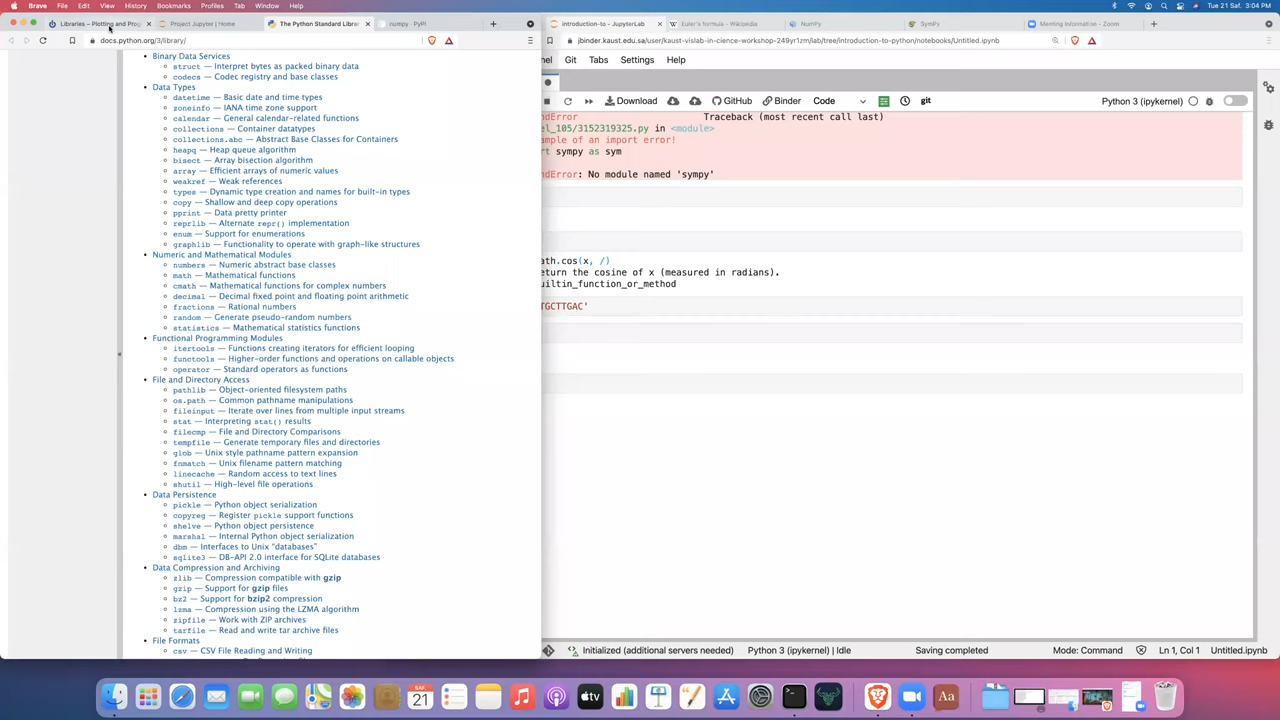 Brave File Edit View History Bookmarks Profiles Tab Window Help
Tue 21 Saf. 3:04 PM
Libraries – Plotting and Prog
Project Jupyter | Home
The Python Standard Librar
numpy · PyPI
docs.python.org/3/library/
Binary Data Services
struct — Interpret bytes as packed binary data
codecs — Codec registry and base classes
Data Types
datetime — Basic date and time types
zoneinfo — IANA time zone support
calendar — General calendar-related functions
collections — Container datatypes
collections.abc — Abstract Base Classes for Containers
heapq — Heap queue algorithm
bisect — Array bisection algorithm
array — Efficient arrays of numeric values
weakref — Weak references
types — Dynamic type creation and names for built-in types
copy — Shallow and deep copy operations
pprint — Data pretty printer
reprlib — Alternate repr() implementation
enum — Support for enumerations
graphlib — Functionality to operate with graph-like structures
Numeric and Mathematical Modules
numbers — Numeric abstract base classes
math — Mathematical functions
cmath — Mathematical functions for complex numbers
decimal — Decimal fixed point and floating point arithmetic
fractions — Rational numbers
random — Generate pseudo-random numbers
statistics — Mathematical statistics functions
Functional Programming Modules
itertools — Functions creating iterators for efficient looping
functools — Higher-order functions and operations on callable objects
operator — Standard operators as functions
File and Directory Access
pathlib — Object-oriented filesystem paths
os.path — Common pathname manipulations
fileinput — Iterate over lines from multiple input streams
stat — Interpreting stat() results
filecmp — File and Directory Comparisons
tempfile — Generate temporary files and directories
glob — Unix style pathname pattern expansion
fnmatch — Unix filename pattern matching
linecache — Random access to text lines
shutil — High-level file operations
Data Persistence
pickle — Python object serialization
copyreg — Register pickle support functions
shelve — Python object persistence
marshal — Internal Python object serialization
dbm — Interfaces to Unix "databases"
sqlite3 — DB-API 2.0 interface for SQLite databases
Data Compression and Archiving
zlib — Compression compatible with gzip
gzip — Support for gzip files
bz2 — Support for bzip2 compression
lzma — Compression using the LZMA algorithm
zipfile — Work with ZIP archives
tarfile — Read and write tar archive files
File Formats
csv — CSV File Reading and Writing
introduction-to - JupyterLab
Euler's formula - Wikipedia
NumPy
SymPy
Menting Information - Zoom
jbinder.kaust.edu.sa/user/kaust-vislab-in-cience-workshop-249yr1zm/lab/tree/introduction-to-python/notebooks/Untitled.ipynb
nel Git Tabs Settings Help
Download GitHub Binder Code git Python 3 (ipykernel)
ndError Traceback (most recent call last)
el_105/3152319325.py in <module>
ample of an import error!
rt sympy as sym
ndError: No module named 'sympy'
ath.cos(x, /)
eturn the cosine of x (measured in radians).
uiltin_function_or_method
TGCTTGAC'
Initialized (additional servers needed) Python 3 (ipykernel) | Idle Saving completed Mode: Command Ln 1, Col 1 Untitled.ipynb
21
tv
Aa